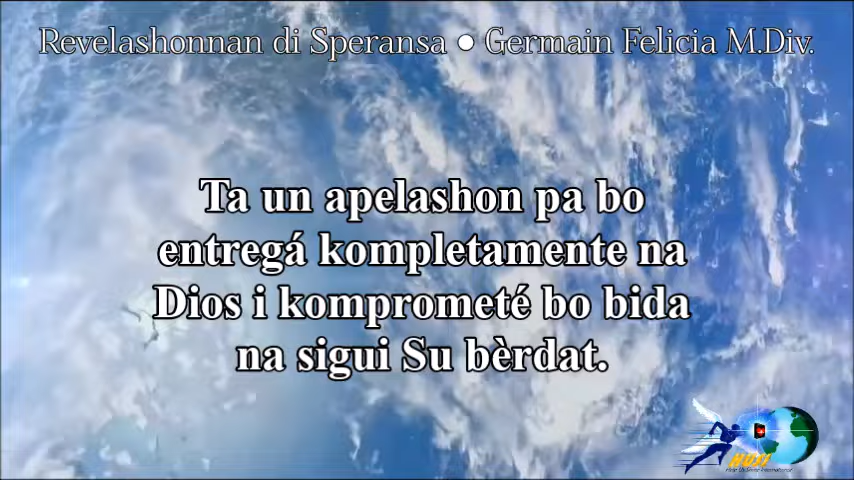 Revelashonnan di Speransa ● Germain Felicia M.Div.
Ta un apelashon pa bo
entregá kompletamente na
Dios i komprometé bo bida
na sigui Su bèrdat.